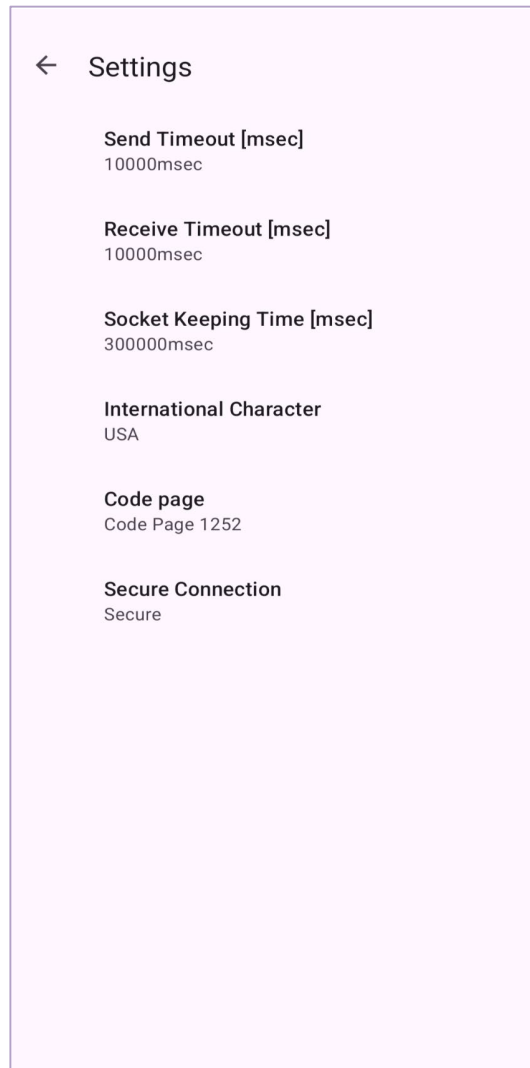 Settings
Send Timeout [msec]
10000msec
Receive Timeout [msec]
10000msec
Socket Keeping Time [msec]
300000msec
International Character
USA
Code page
Code Page 1252
Secure Connection
Secure